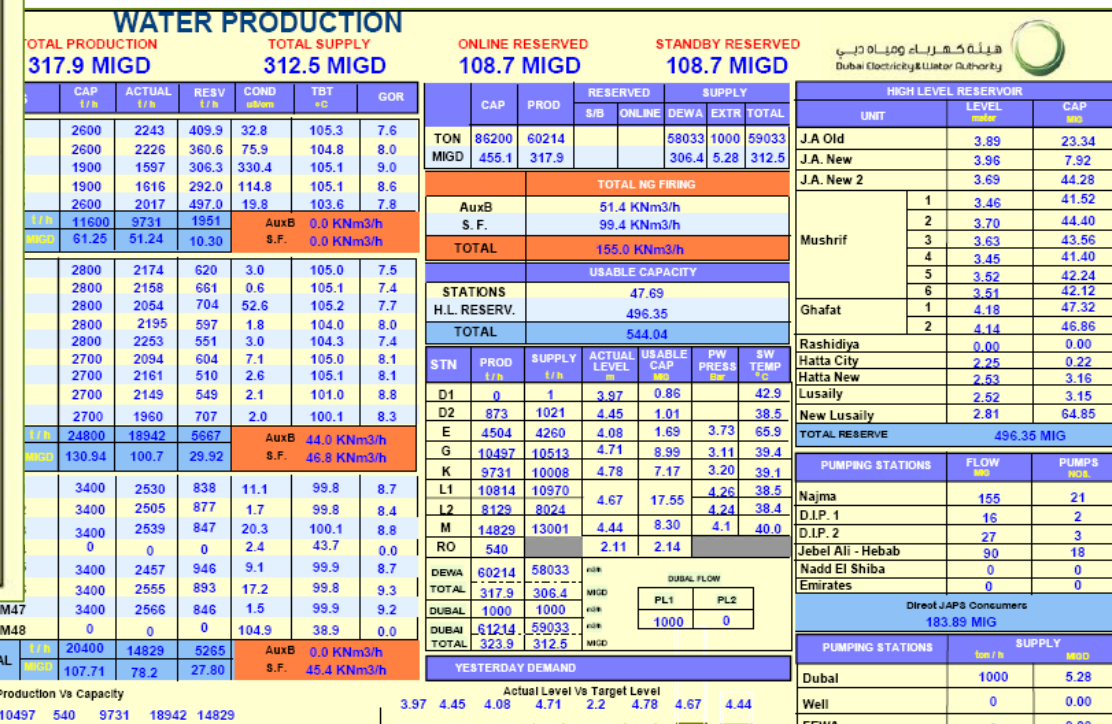 WATER PRODUCTION
OTAL PRODUCTION TOTAL SUPPLY ONLINE RESERVED STANDBY RESERVED
317.9 MIGD 312.5 MIGD 108.7 MIGD 108.7 MIGD
هيئة كهرباء ومياه دبي
Dubai Electricity&Water Authority
CAP ACTUAL RESV COND TBT GOR
t / h t / h t / h uS/cm °C
2600 2243 409.9 32.8 105.3 7.6
2600 2226 360.6 75.9 104.8 8.0
1900 1597 306.3 330.4 105.1 9.0
1900 1616 292.0 114.8 105.1 8.6
2600 2017 497.0 19.8 103.6 7.8
t / h 11600 9731 1951 AuxB 0.0 KNm3/h
MIGD 61.25 51.24 10.30 S.F. 0.0 KNm3/h
2800 2174 620 3.0 105.0 7.5
2800 2158 661 0.6 105.1 7.4
2800 2054 704 52.6 105.2 7.7
2800 2195 597 1.8 104.0 8.0
2800 2253 551 3.0 104.3 7.4
2700 2094 604 7.1 105.0 8.1
2700 2161 510 2.6 105.1 8.1
2700 2149 549 2.1 101.0 8.8
2700 1960 707 2.0 100.1 8.3
t / h 24800 18942 5667 AuxB 44.0 KNm3/h
MIGD 130.94 100.7 29.92 S.F. 46.8 KNm3/h
3400 2530 838 11.1 99.8 8.7
3400 2505 877 1.7 99.8 8.4
3400 2539 847 20.3 100.1 8.8
0 0 0 2.4 43.7 0.0
3400 2457 946 9.1 99.9 8.7
3400 2555 893 17.2 99.8 9.3
M47 3400 2566 846 1.5 99.9 9.2
M48 0 0 0 104.9 38.9 0.0
AL t / h 20400 14829 5265 AuxB 0.0 KNm3/h
MIGD 107.71 78.2 27.80 S.F. 45.4 KNm3/h
Production Vs Capacity
10497 540 9731 18942 14829
CAP PROD RESERVED SUPPLY
S/B ONLINE DEWA EXTR TOTAL
TON 86200 60214 58033 1000 59033
MIGD 455.1 317.9 306.4 5.28 312.5
TOTAL NG FIRING
AuxB 51.4 KNm3/h
S. F. 99.4 KNm3/h
TOTAL 155.0 KNm3/h
USABLE CAPACITY
STATIONS 47.69
H.L. RESERV. 496.35
TOTAL 544.04
STN PROD SUPPLY ACTUAL LEVEL USABLE CAP PW PRESS SW TEMP
t / h t / h m MIG Bar °C
D1 0 1 3.97 0.86 42.9
D2 873 1021 4.45 1.01 38.5
E 4504 4260 4.08 1.69 3.73 65.9
G 10497 10513 4.71 8.99 3.11 39.4
K 9731 10008 4.78 7.17 3.20 39.1
L1 10814 10970 4.67 17.55 4.26 38.5
L2 8129 8024 4.24 38.4
M 14829 13001 4.44 8.30 4.1 40.0
RO 540 2.11 2.14
DEWA 60214 58033 m3/h
TOTAL 317.9 306.4 MIGD
DUBAL 1000 1000 m3/h
DUBAI 61214 59033 m3/h
TOTAL 323.9 312.5 MIGD
DUBAL FLOW
PL1 PL2
1000 0
YESTERDAY DEMAND
Actual Level Vs Target Level
3.97 4.45 4.08 4.71 2.2 4.78 4.67 4.44
HIGH LEVEL RESERVOIR
UNIT LEVEL CAP
meter MIG
J.A Old 3.89 23.34
J.A. New 3.96 7.92
J.A. New 2 3.69 44.28
Mushrif 1 3.46 41.52
2 3.70 44.40
3 3.63 43.56
4 3.45 41.40
5 3.52 42.24
6 3.51 42.12
Ghafat 1 4.18 47.32
2 4.14 46.86
Rashidiya 0.00 0.00
Hatta City 2.25 0.22
Hatta New 2.53 3.16
Lusaily 2.52 3.15
New Lusaily 2.81 64.85
TOTAL RESERVE 496.35 MIG
PUMPING STATIONS FLOW PUMPS
MIG NOS.
Najma 155 21
D.I.P. 1 16 2
D.I.P. 2 27 3
Jebel Ali - Hebab 90 18
Nadd El Shiba 0 0
Emirates 0 0
Direct JAPS Consumers
183.89 MIG
PUMPING STATIONS SUPPLY
ton / h MIGD
Dubal 1000 5.28
Well 0 0.00